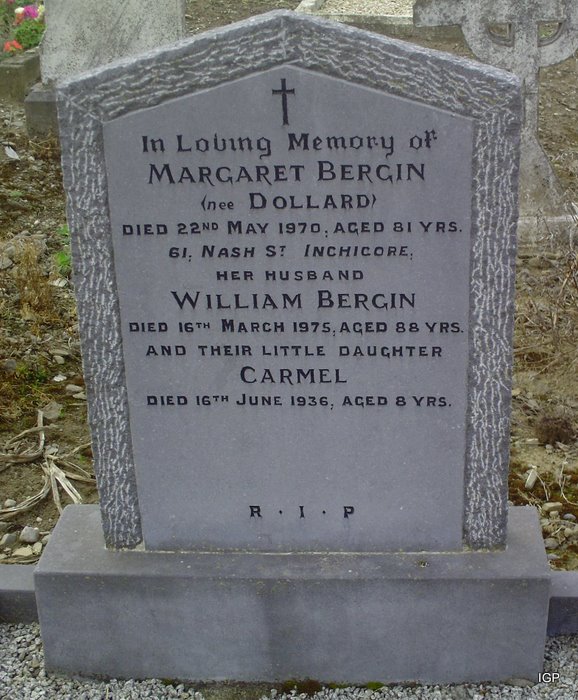 In Loving Memory of
Margaret Bergin
(nee Dollard)
Died 22nd May 1970, aged 81 yrs.
61, Nash St Inchicore,
her husband
William Bergin
Died 16th March 1975, aged 88 yrs.
and their little daughter
Carmel
Died 16th June 1936, aged 8 yrs.
R · I · P
IGP